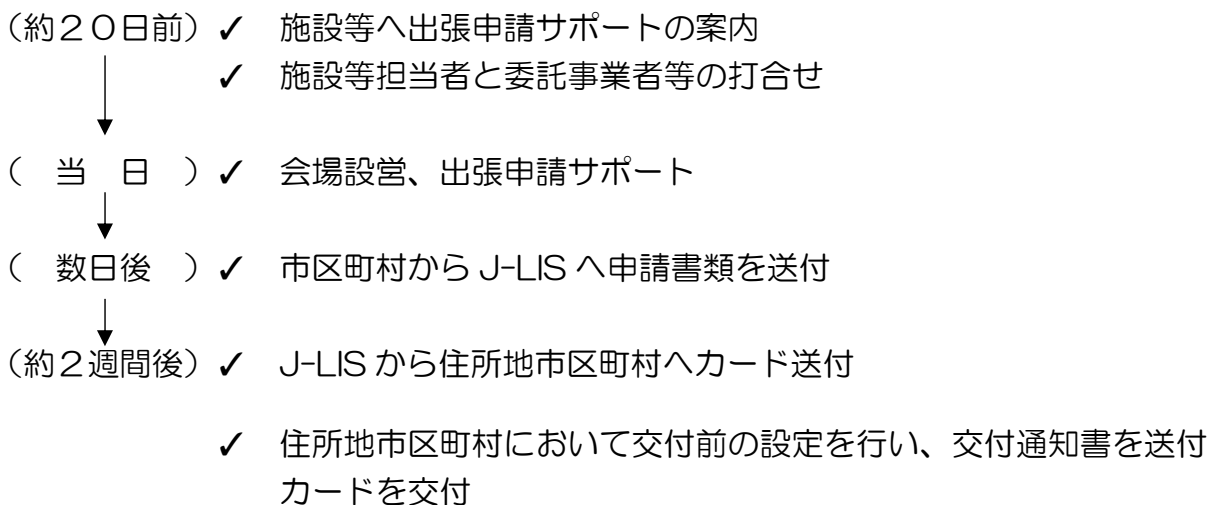 (約20日前)✓ 施設等へ出張申請サポートの案内
✓ 施設等担当者と委託事業者等の打合せ
( 当 日 )✓ 会場設営、出張申請サポート
( 数日後 )✓ 市区町村から J-LIS へ申請書類を送付
(約2週間後)✓ J-LIS から住所地市区町村へカード送付
✓ 住所地市区町村において交付前の設定を行い、交付通知書を送付
カードを交付